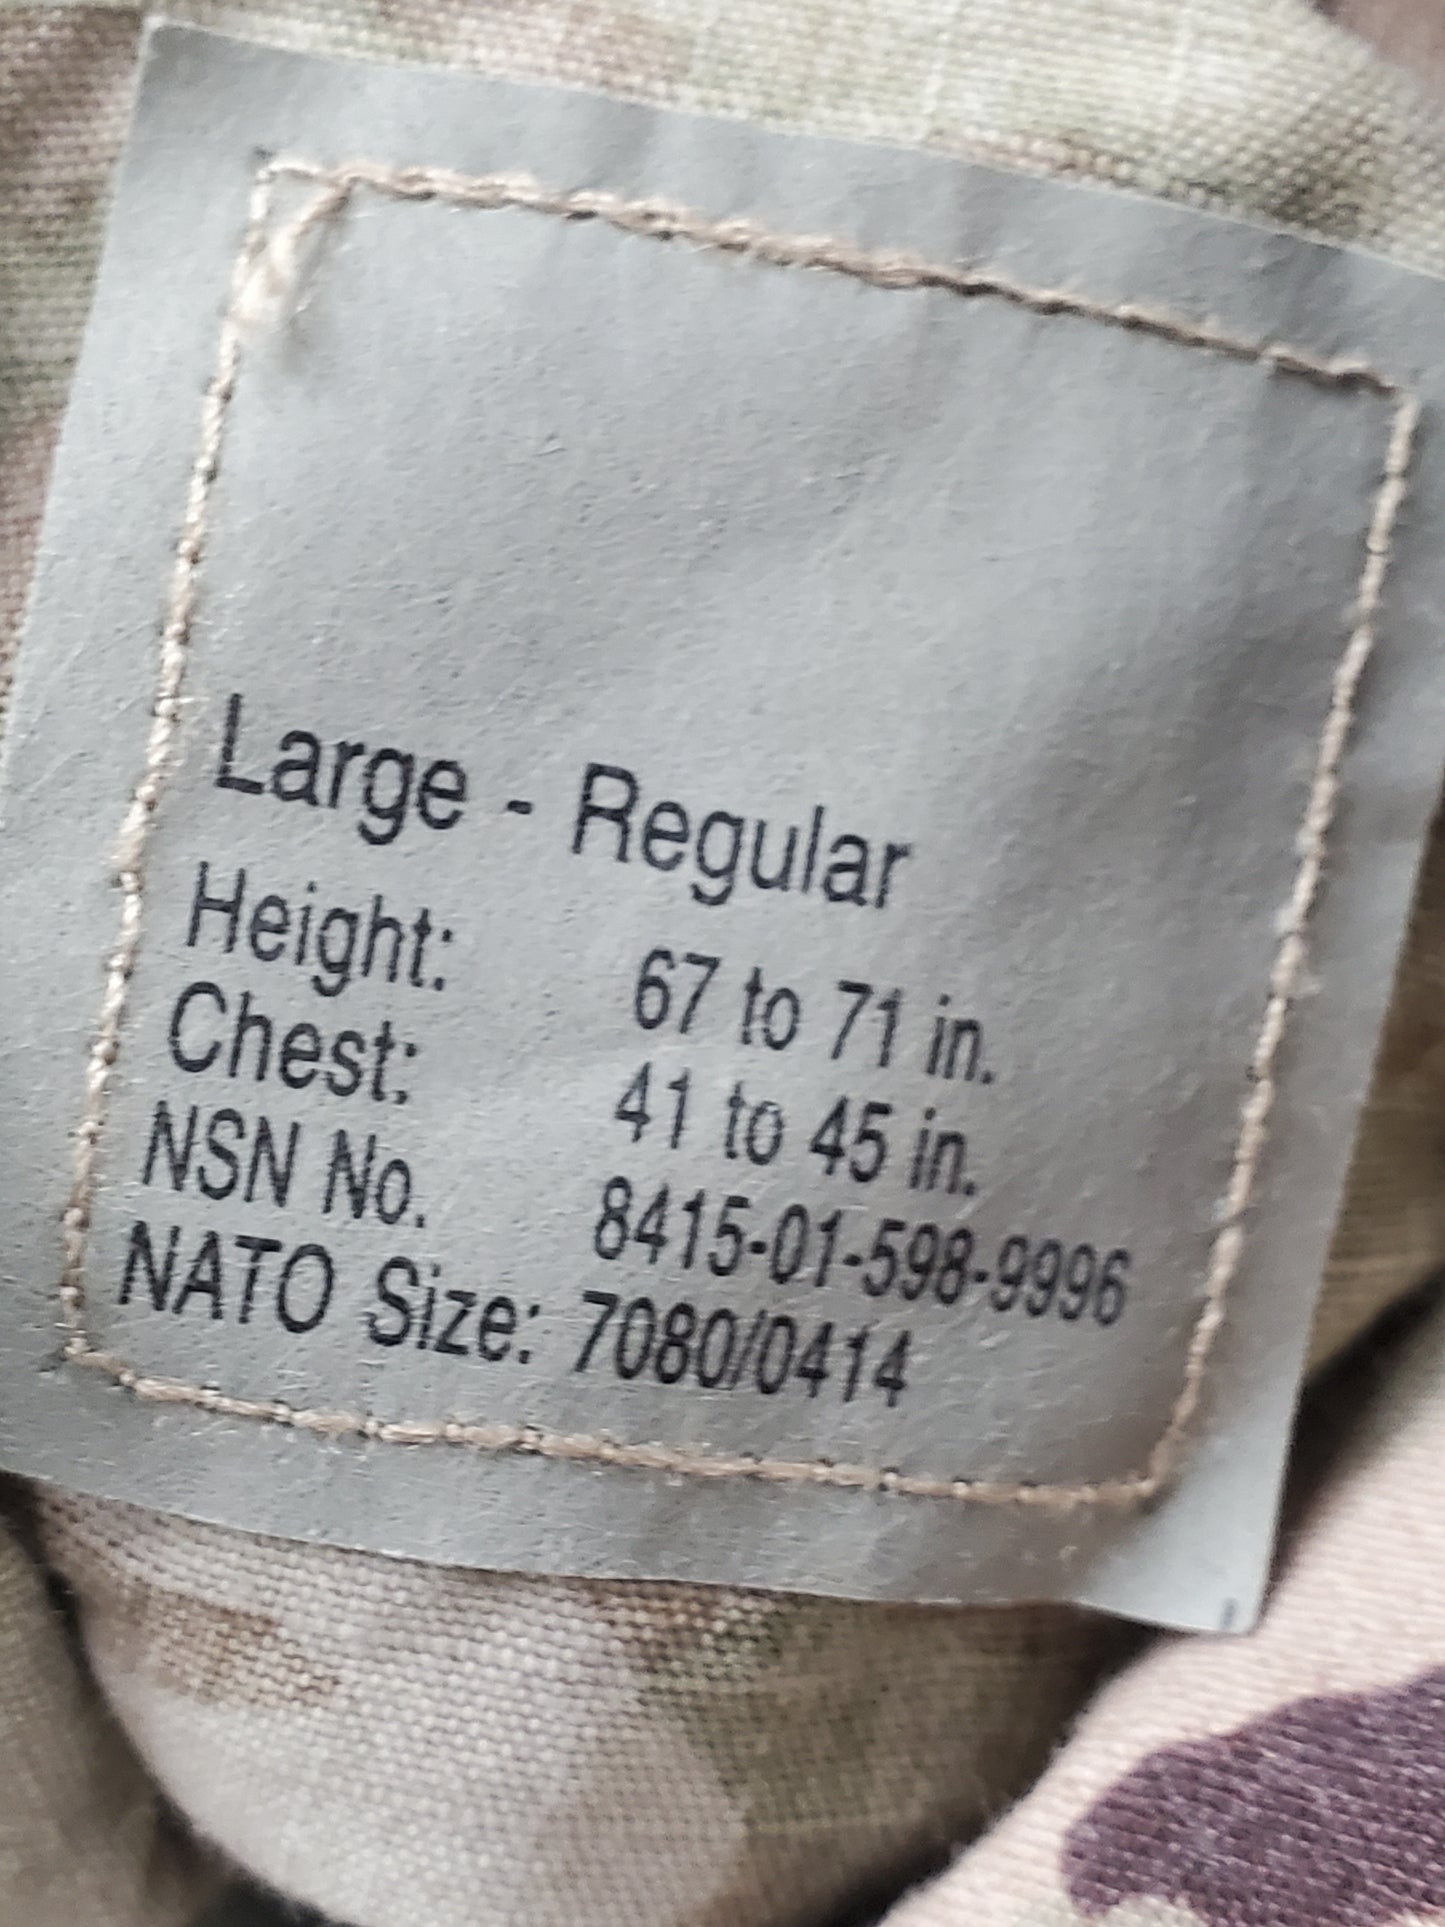 Large - Regular
Height: 67 to 71 in.
Chest: 41 to 45 in.
NSN No. 8415-01-598-9996
NATO Size: 7080/0414